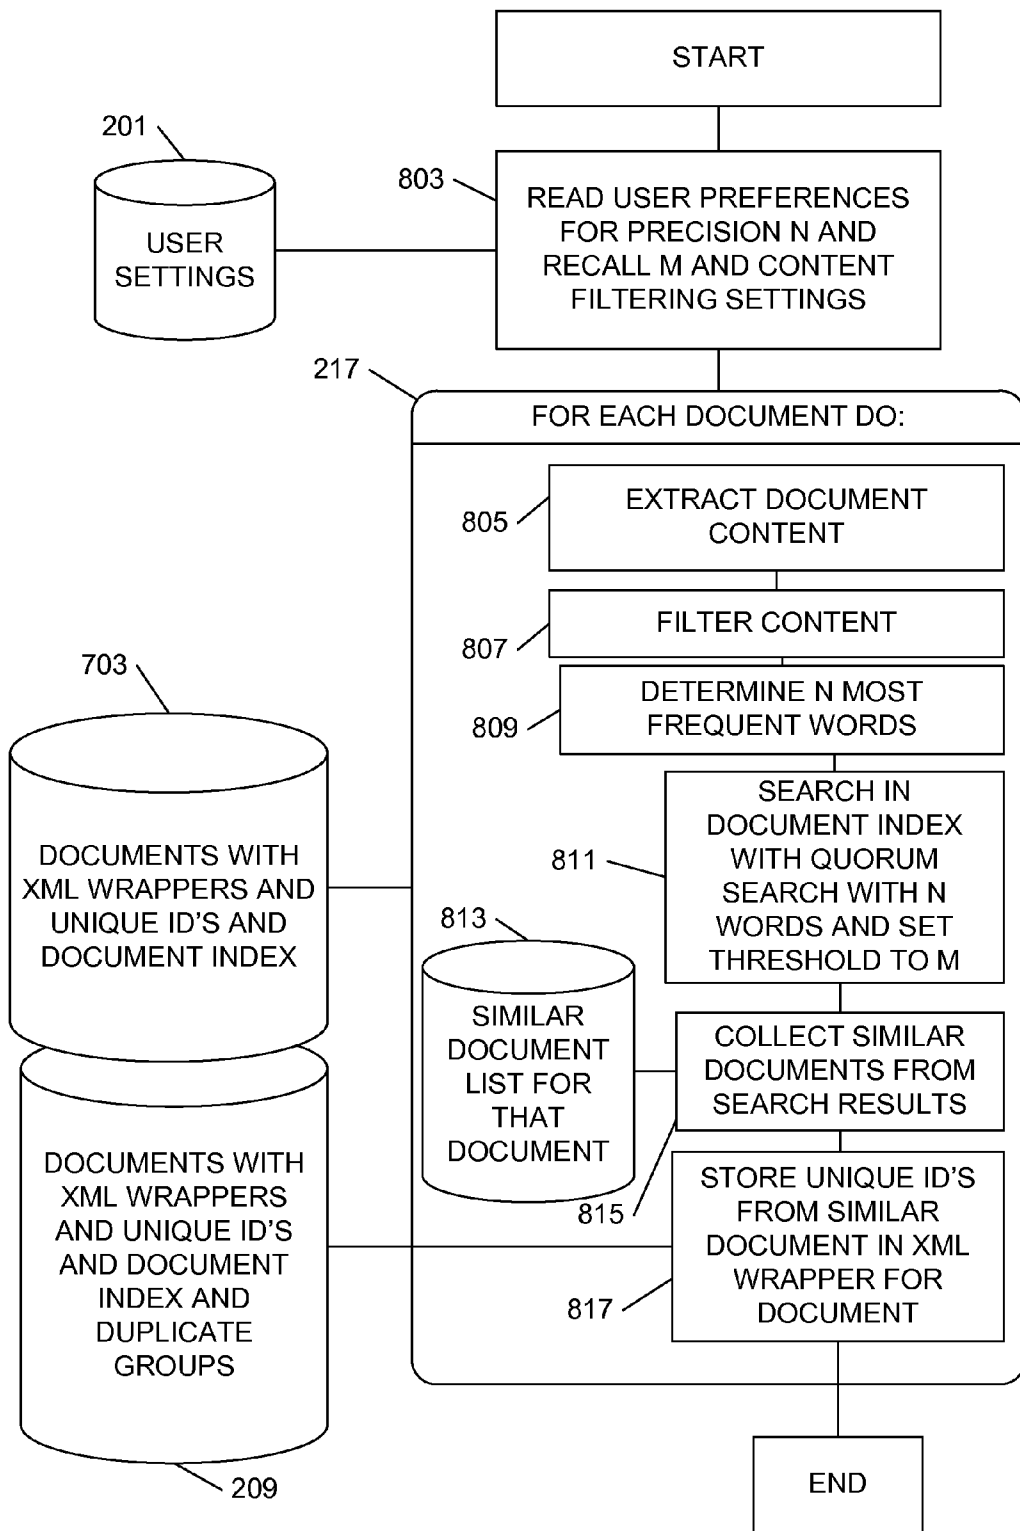 START
201
803
READ USER PREFERENCES
FOR PRECISION N AND
RECALL M AND CONTENT
FILTERING SETTINGS
USER
SETTINGS
217
FOR EACH DOCUMENT DO:
805
EXTRACT DOCUMENT
CONTENT
807
FILTER CONTENT
809
DETERMINE N MOST
FREQUENT WORDS
703
DOCUMENTS WITH
XML WRAPPERS AND
UNIQUE ID'S AND
DOCUMENT INDEX
811
SEARCH IN
DOCUMENT INDEX
WITH QUORUM
SEARCH WITH N
WORDS AND SET
THRESHOLD TO M
813
SIMILAR
DOCUMENT
LIST FOR
THAT
DOCUMENT
COLLECT SIMILAR
DOCUMENTS FROM
SEARCH RESULTS
815
DOCUMENTS WITH
XML WRAPPERS
AND UNIQUE ID'S
AND DOCUMENT
INDEX AND
DUPLICATE
GROUPS
209
STORE UNIQUE ID'S
FROM SIMILAR
DOCUMENT IN XML
WRAPPER FOR
DOCUMENT
817
END